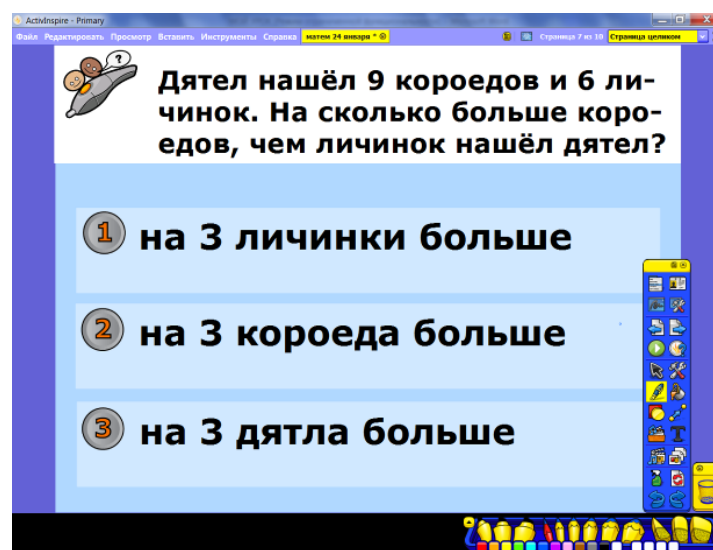 ActivInspire - Primary
Файл Редактировать Просмотр Вставить Инструменты Справка матем 24 января * Страница 7 из 10 Страница целиком
?
Дятел нашёл 9 короедов и 6 ли-
чинок. На сколько больше коро-
едов, чем личинок нашёл дятел?
1 на 3 личинки больше
2 на 3 короеда больше
3 на 3 дятла больше
T